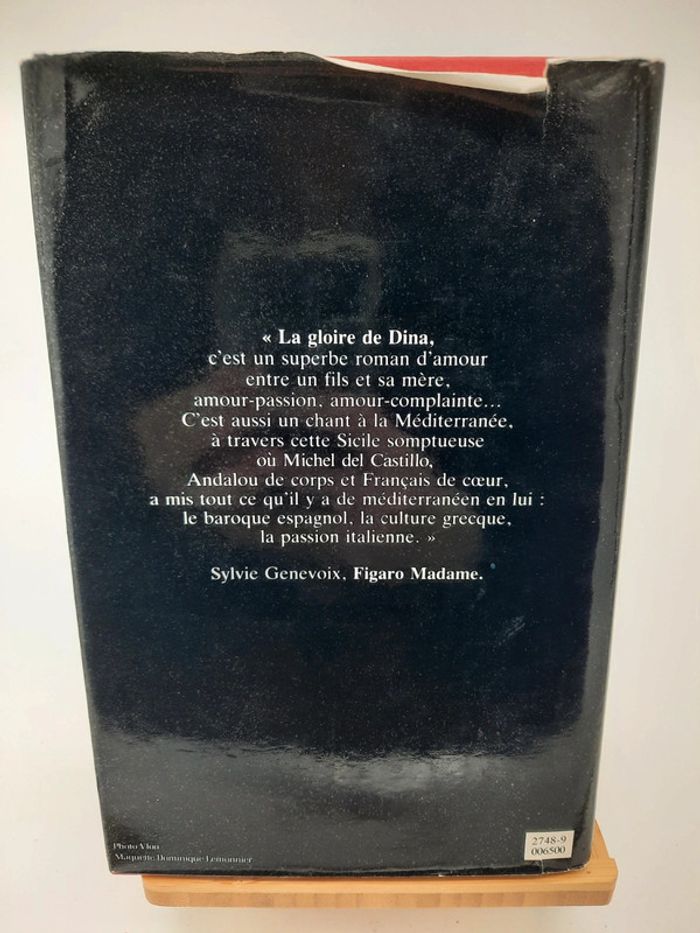 « La gloire de Dina,
c'est un superbe roman d'amour
entre un fils et sa mère,
amour-passion, amour-complainte...
C'est aussi un chant à la Méditerranée,
à travers cette Sicile somptueuse
où Michel del Castillo,
Andalou de corps et Français de cœur,
a mis tout ce qu'il y a de méditerranéen en lui :
le baroque espagnol, la culture grecque,
la passion italienne. »
Sylvie Genevoix, Figaro Madame.
Photo
Maquette Dominique Lemonnier
2748-9
006500